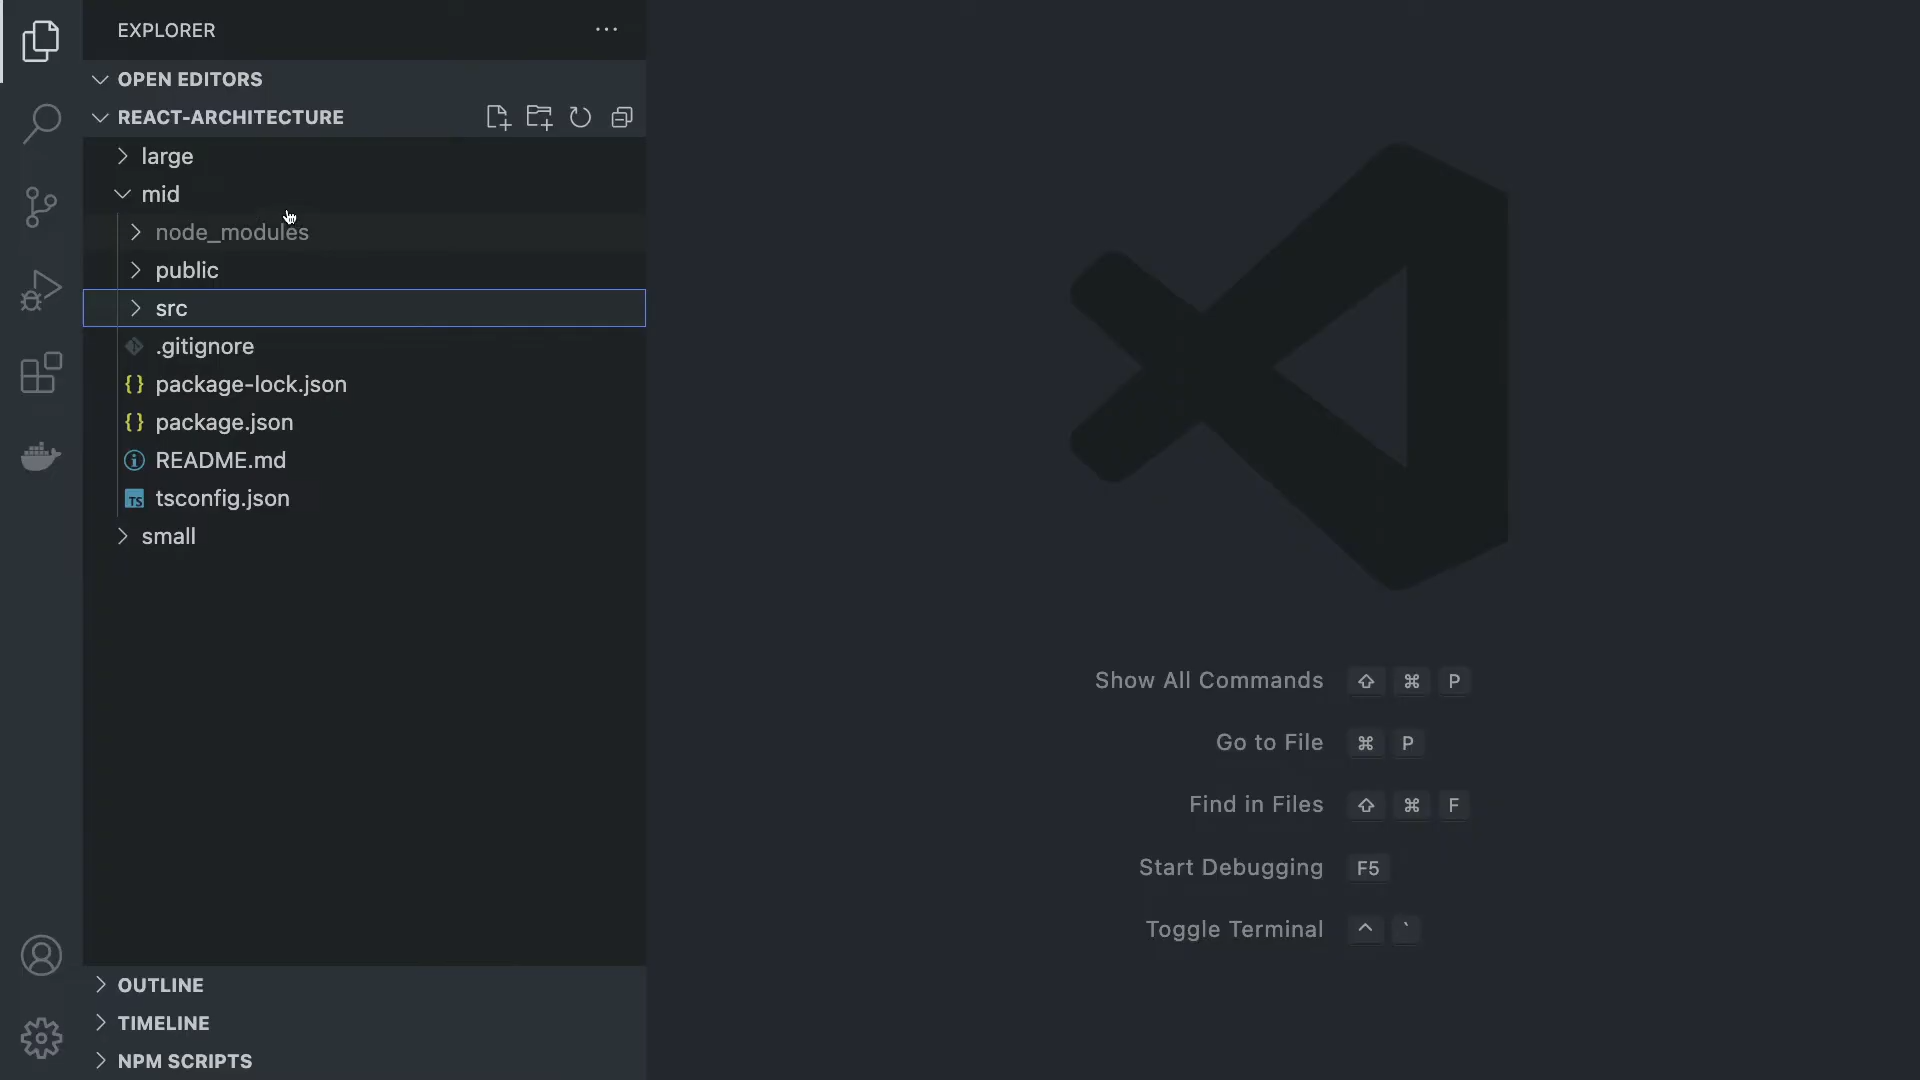 EXPLORER
OPEN EDITORS
REACT-ARCHITECTURE
large
mid
node_modules
public
src
.gitignore
{} package-lock.json
{} package.json
README.md
TS tsconfig.json
small
OUTLINE
TIMELINE
NPM SCRIPTS
Show All Commands ⇧ ⌘ P
Go to File ⌘ P
Find in Files ⇧ ⌘ F
Start Debugging F5
Toggle Terminal ^ `